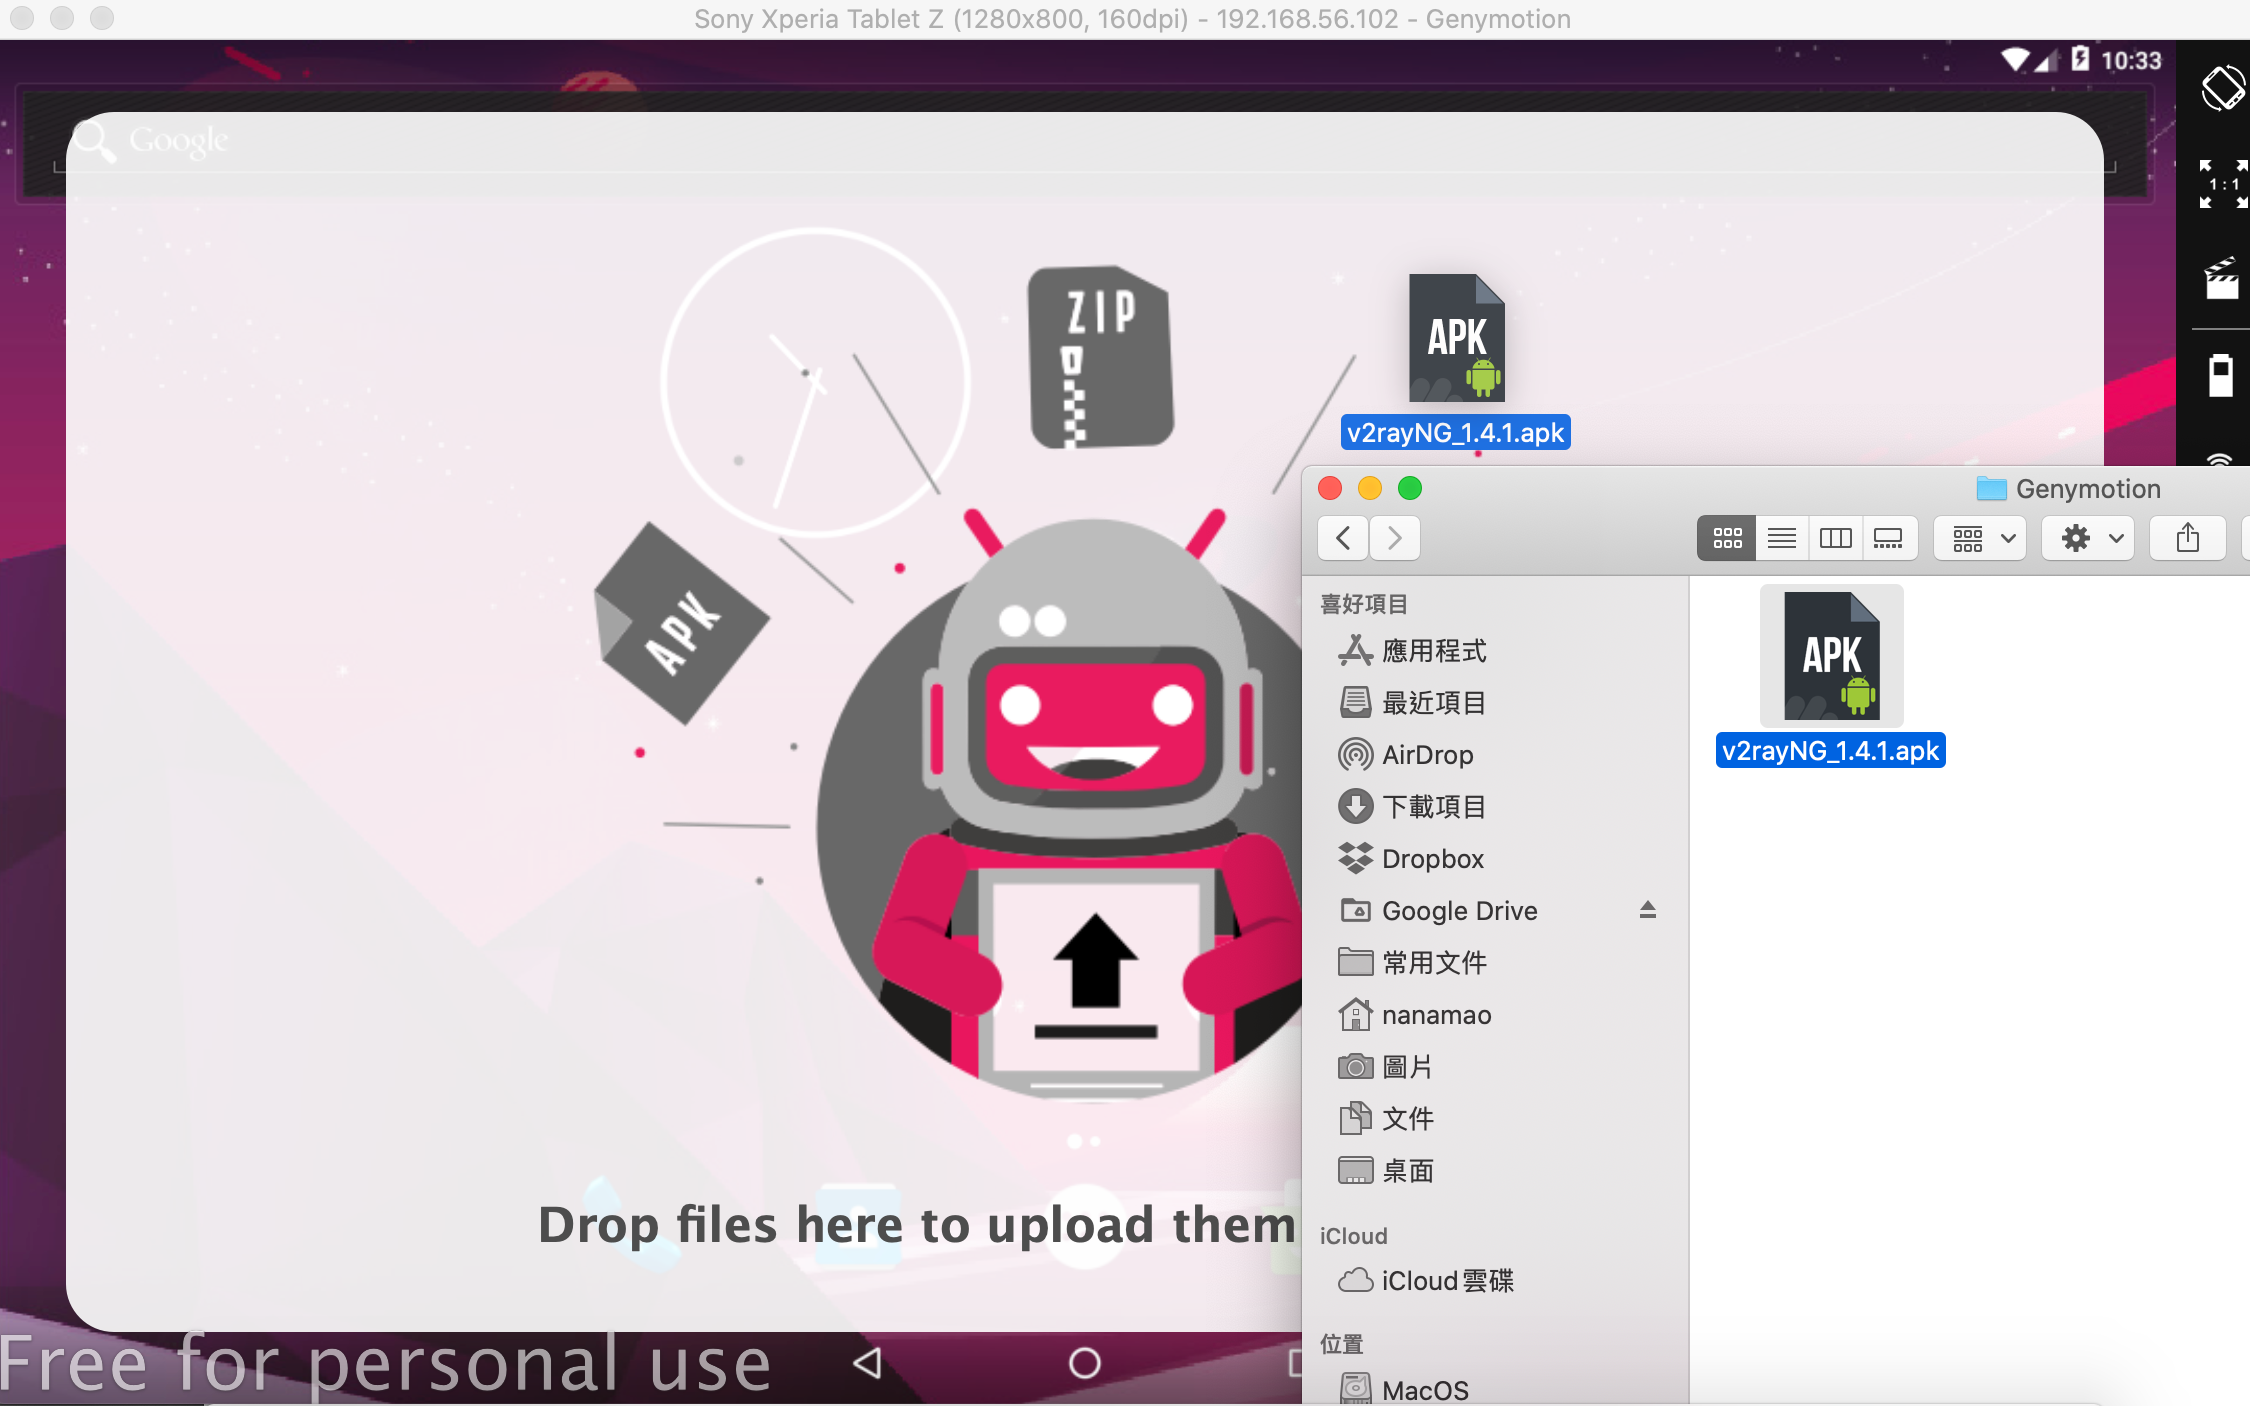 Sony Xperia Tablet Z (1280x800, 160dpi) - 192.168.56.102 - Genymotion
10:33
Google
1:1
ZIP
APK
v2rayNG_1.4.1.apk
APK
Genymotion
喜好項目
應用程式
最近項目
AirDrop
下載項目
Dropbox
Google Drive
常用文件
nanamao
圖片
文件
桌面
iCloud
iCloud雲碟
位置
MacOS
APK
v2rayNG_1.4.1.apk
Drop files here to upload them
Free for personal use